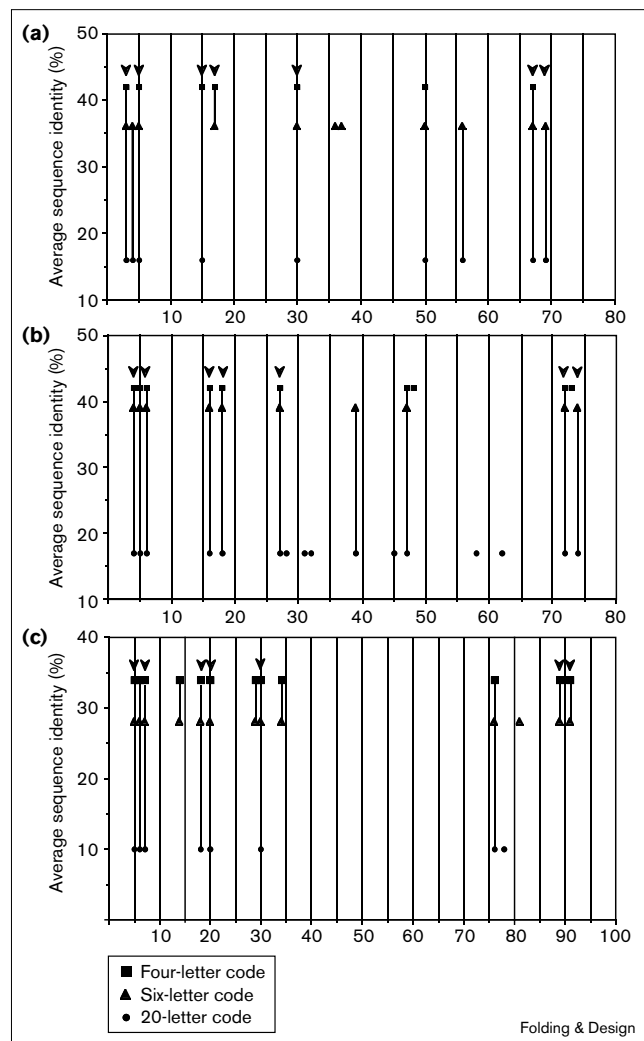 (a)
Average sequence identity (%)
50
40
30
20
10
10 20 30 40 50 60 70 80
(b)
Average sequence identity (%)
50
40
30
20
10
10 20 30 40 50 60 70 80
(c)
Average sequence identity (%)
40
30
20
10
10 20 30 40 50 60 70 80 90 100
Four-letter code
Six-letter code
20-letter code
Folding & Design